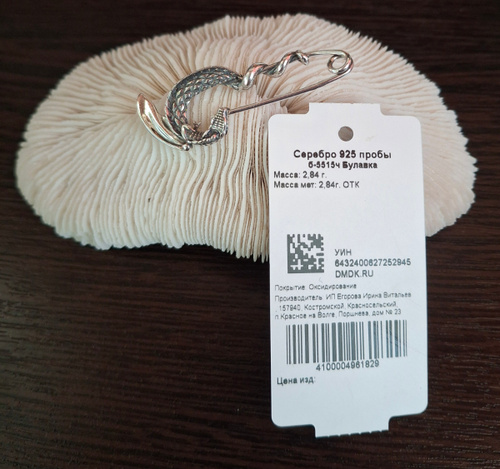 Серебро 925 пробы
б-5515ч Булавка
Масса: 2,84 г.
Масса мет: 2,84г. ОТК
УИН
6432400627252945
DMDK.RU
Покрытие: Оксидирование
Производитель: ИП Егорова Ирина Витальев
, 157940, Костромской, Красносельский,
п.Красное на Волге, Поршнева, дом № 23
4100004961829
Цена изд: